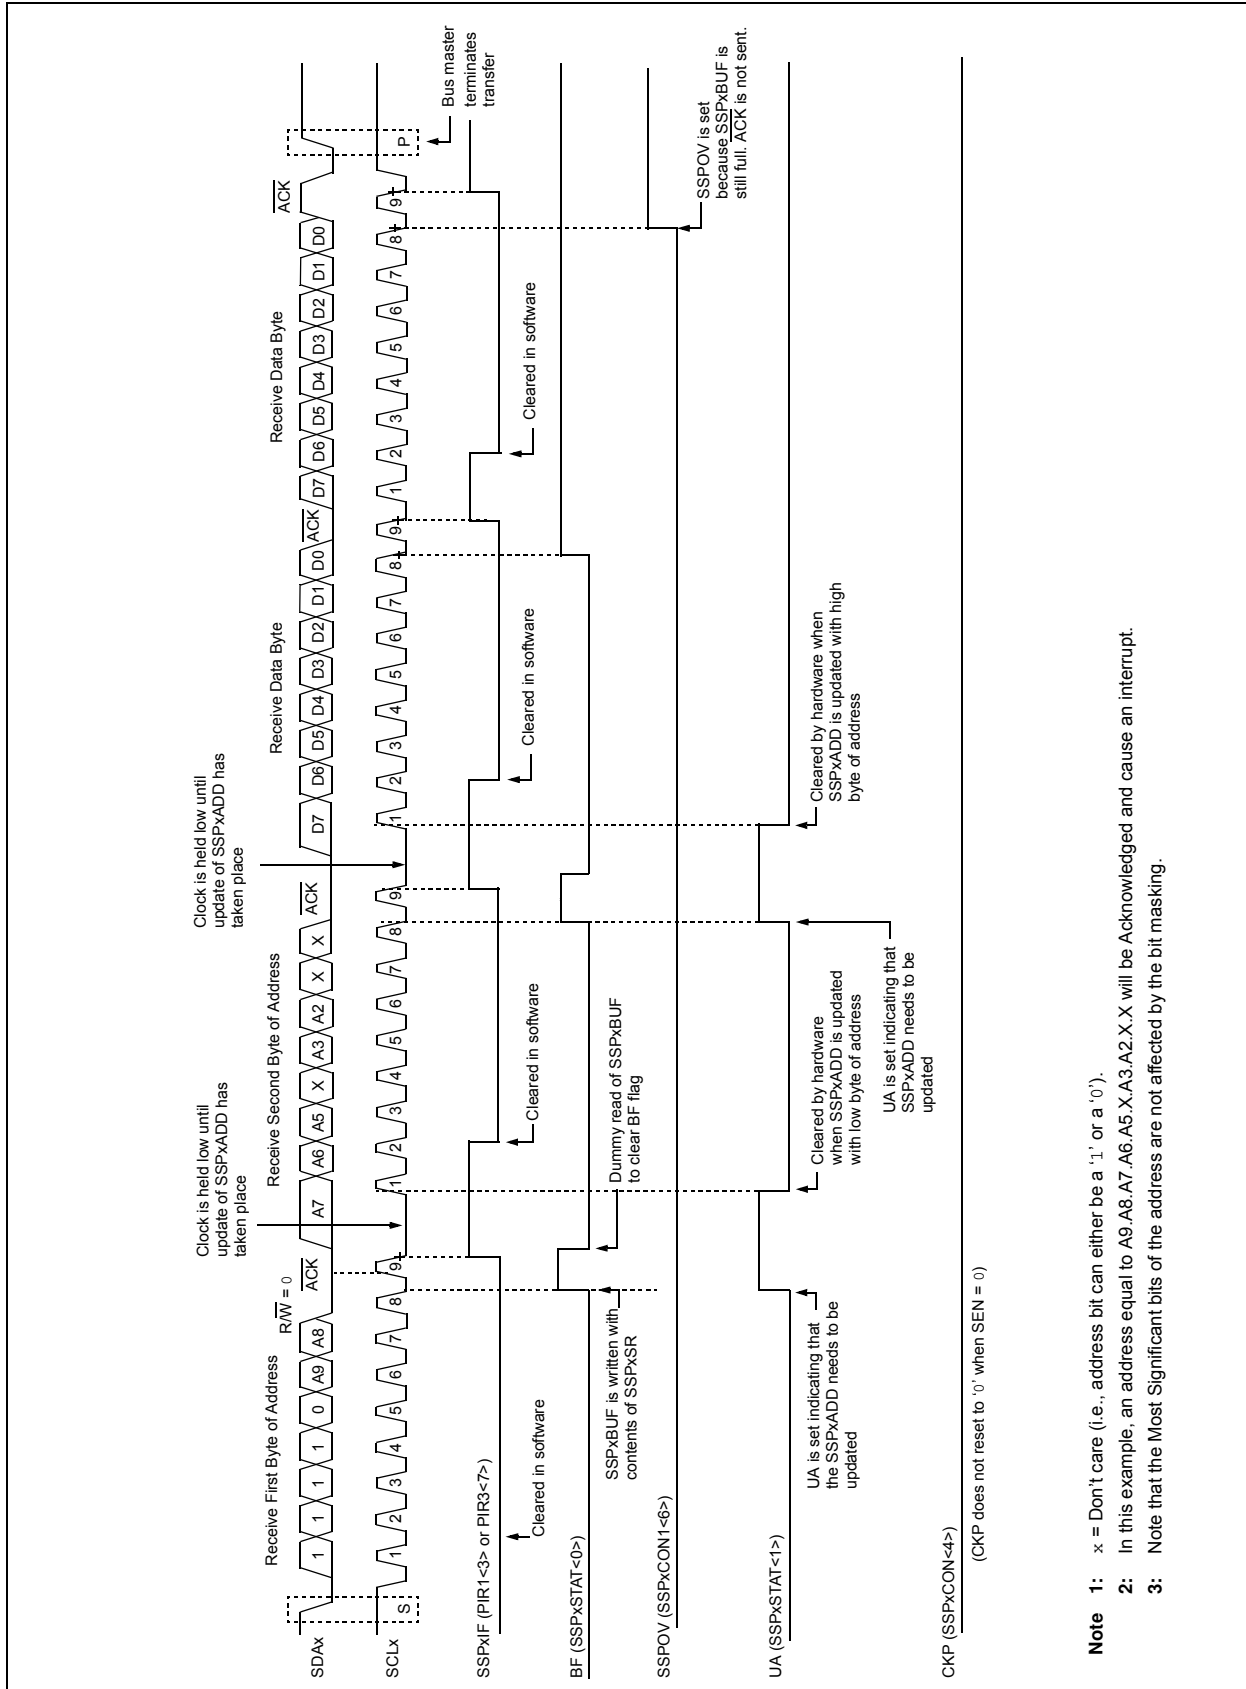 Receive First Byte of Address
R/W = 0
ACK
Clock is held low until
update of SSPxADD has
taken place
Receive Second Byte of Address
ACK
Clock is held low until
update of SSPxADD has
taken place
Receive Data Byte
ACK
Receive Data Byte
ACK
SDAx
1 1 1 1 0 A9 A8
A7 A6 A5 X A3 A2 X X
D7 D6 D5 D4 D3 D2 D1 D0
D7 D6 D5 D4 D3 D2 D1 D0
SCLx
S
1 2 3 4 5 6 7 8 9
1 2 3 4 5 6 7 8 9
1 2 3 4 5 6 7 8 9
1 2 3 4 5 6 7 8 9
P
Bus master
terminates
transfer
SSPxIF (PIR1<3> or PIR3<7>)
Cleared in software
Cleared in software
Cleared in software
Cleared in software
BF (SSPxSTAT<0>)
SSPxBUF is written with
contents of SSPxSR
Dummy read of SSPxBUF
to clear BF flag
SSPOV (SSPxCON1<6>)
SSPOV is set
because SSPxBUF is
still full. ACK is not sent.
UA (SSPxSTAT<1>)
UA is set indicating that
the SSPxADD needs to be
updated
Cleared by hardware
when SSPxADD is updated
with low byte of address
UA is set indicating that
SSPxADD needs to be
updated
Cleared by hardware when
SSPxADD is updated with high
byte of address
CKP (SSPxCON<4>)
(CKP does not reset to ‘0’ when SEN = 0)
Note 1: x = Don’t care (i.e., address bit can either be a ‘1’ or a ‘0’).
2: In this example, an address equal to A9.A8.A7.A6.A5.X.A3.A2.X.X will be Acknowledged and cause an interrupt.
3: Note that the Most Significant bits of the address are not affected by the bit masking.